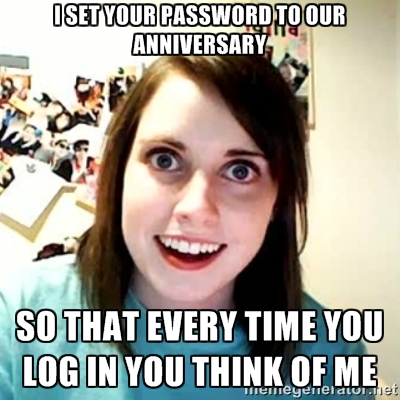 I SET YOUR PASSWORD TO OUR
ANNIVERSARY
SO THAT EVERY TIME YOU
LOG IN YOU THINK OF ME
memegenerator.net